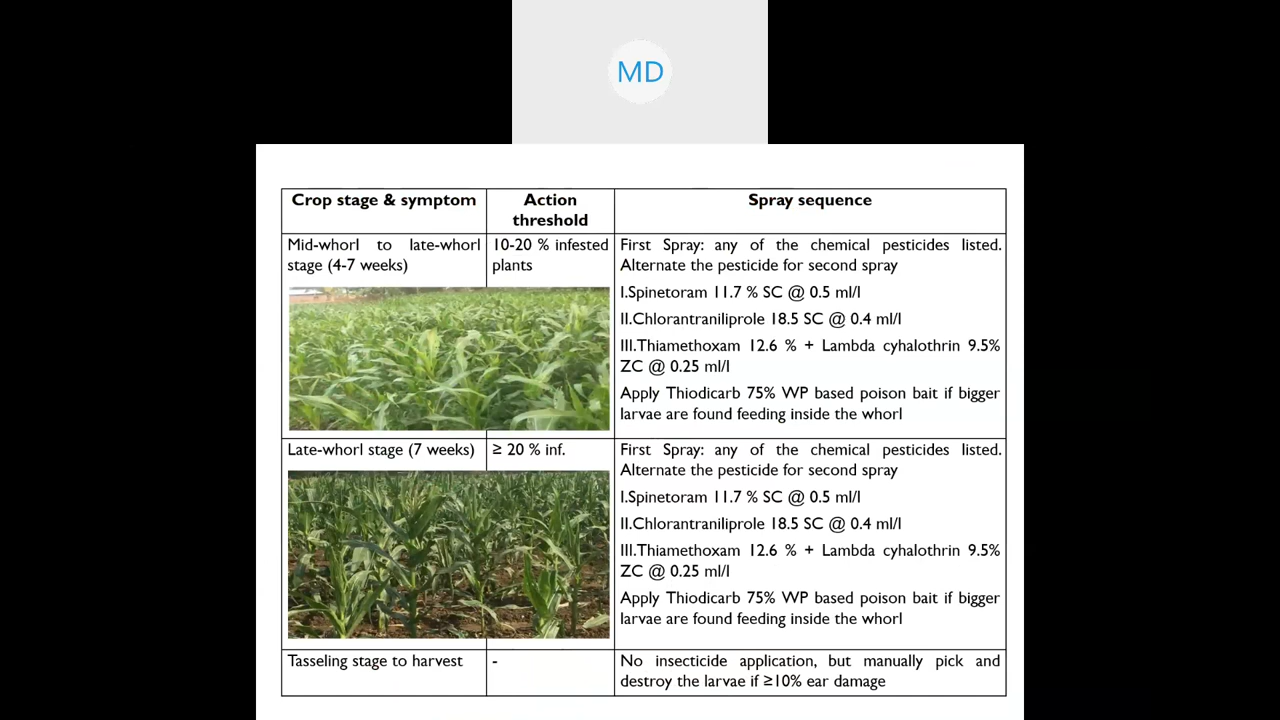 MD
Crop stage & symptom
Action
threshold
Spray sequence
Mid-whorl to late-whorl
stage (4-7 weeks)
10-20 % infested
plants
First Spray: any of the chemical pesticides listed.
Alternate the pesticide for second spray
I.Spinetoram 11.7 % SC @ 0.5 ml/l
II.Chlorantraniliprole 18.5 SC @ 0.4 ml/l
III.Thiamethoxam 12.6 % + Lambda cyhalothrin 9.5%
ZC @ 0.25 ml/l
Apply Thiodicarb 75% WP based poison bait if bigger
larvae are found feeding inside the whorl
Late-whorl stage (7 weeks)
≥ 20 % inf.
First Spray: any of the chemical pesticides listed.
Alternate the pesticide for second spray
I.Spinetoram 11.7 % SC @ 0.5 ml/l
II.Chlorantraniliprole 18.5 SC @ 0.4 ml/l
III.Thiamethoxam 12.6 % + Lambda cyhalothrin 9.5%
ZC @ 0.25 ml/l
Apply Thiodicarb 75% WP based poison bait if bigger
larvae are found feeding inside the whorl
Tasseling stage to harvest
-
No insecticide application, but manually pick and
destroy the larvae if ≥10% ear damage